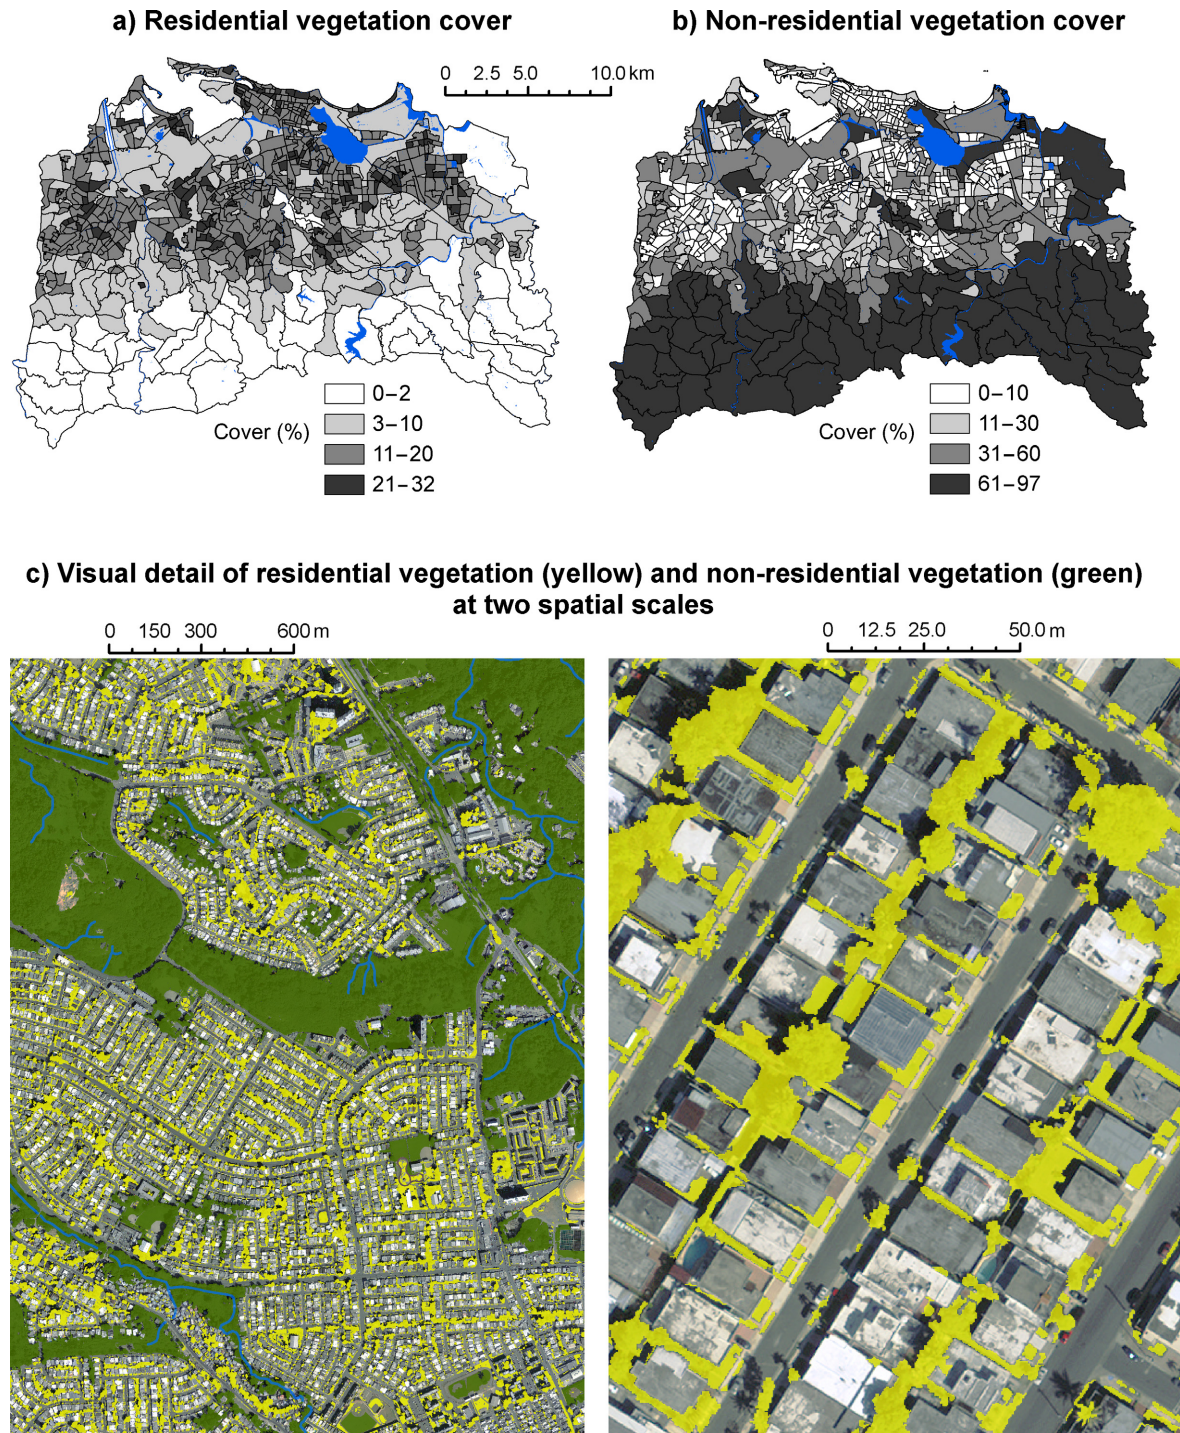 a) Residential vegetation cover
b) Non-residential vegetation cover
0 2.5 5.0 10.0 km
0–2
3–10
11–20
21–32
Cover (%)
0–10
11–30
31–60
61–97
Cover (%)
c) Visual detail of residential vegetation (yellow) and non-residential vegetation (green)
at two spatial scales
0 150 300 600 m
0 12.5 25.0 50.0 m